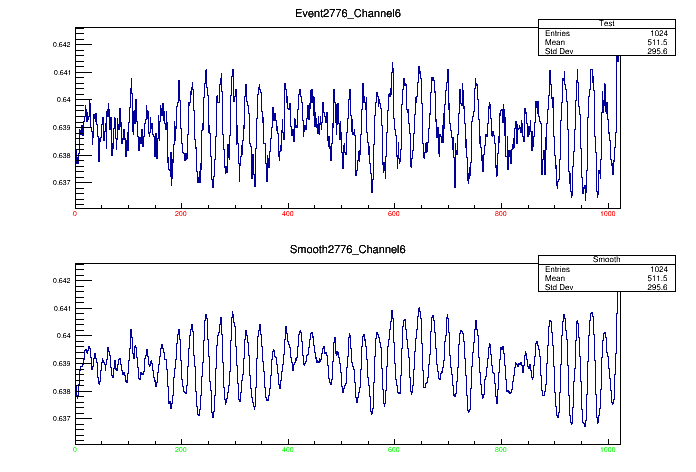 Event2776_Channel6
Test
Entries 1024
Mean 511.5
Std Dev 295.6
0.642
0.641
0.64
0.639
0.638
0.637
0 200 400 600 800 1000
Smooth2776_Channel6
Smooth
Entries 1024
Mean 511.5
Std Dev 295.6
0.642
0.641
0.64
0.639
0.638
0.637
0 200 400 600 800 1000